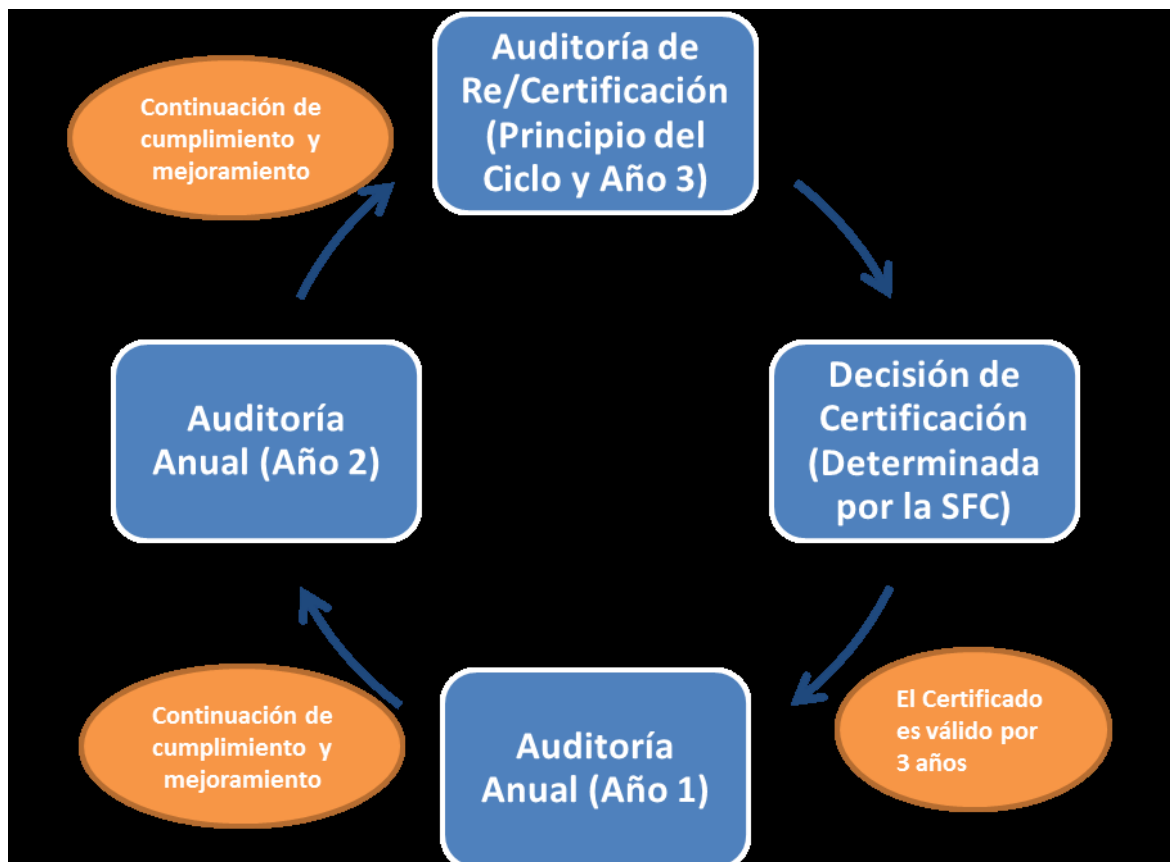 Auditoría de
Re/Certificación
(Principio del
Ciclo y Año 3)
Continuación de
cumplimiento y
mejoramiento
Decisión de
Certificación
(Determinada
por la SFC)
Auditoría
Anual (Año 2)
El Certificado
es válido por
3 años
Auditoría
Anual (Año 1)
Continuación de
cumplimiento y
mejoramiento